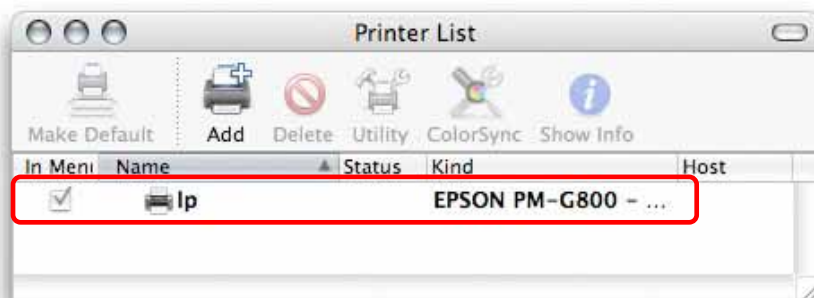 Printer List
Make Default Add Delete Utility ColorSync Show Info
In Menu Name Status Kind Host
lp EPSON PM-G800 - ...